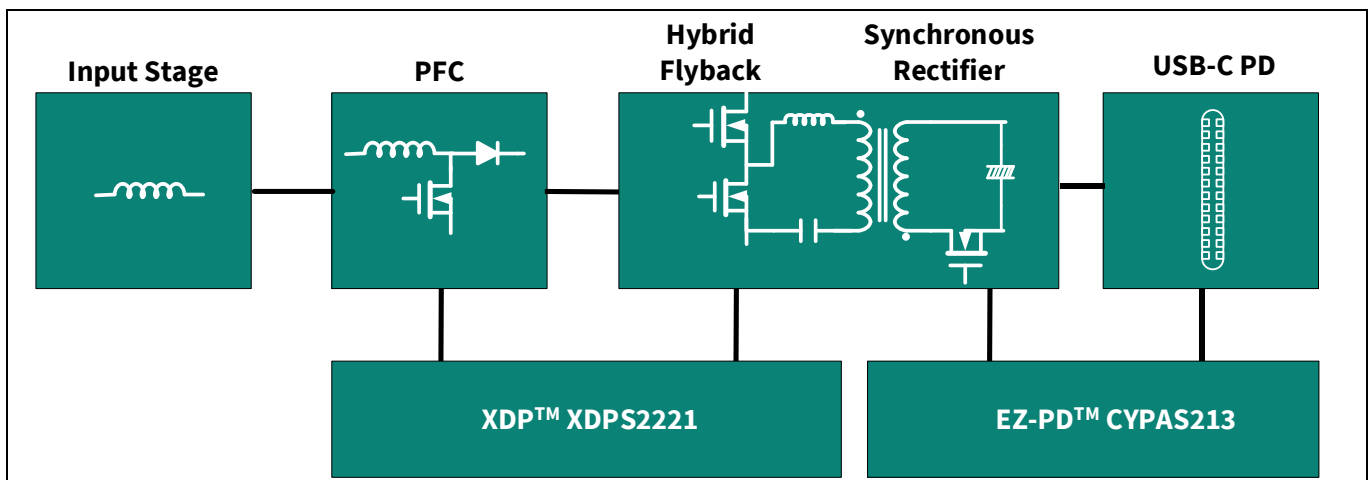 Input Stage
PFC
Hybrid
Flyback
Synchronous
Rectifier
USB-C PD
XDP™ XDPS2221
EZ-PD™ CYPAS213